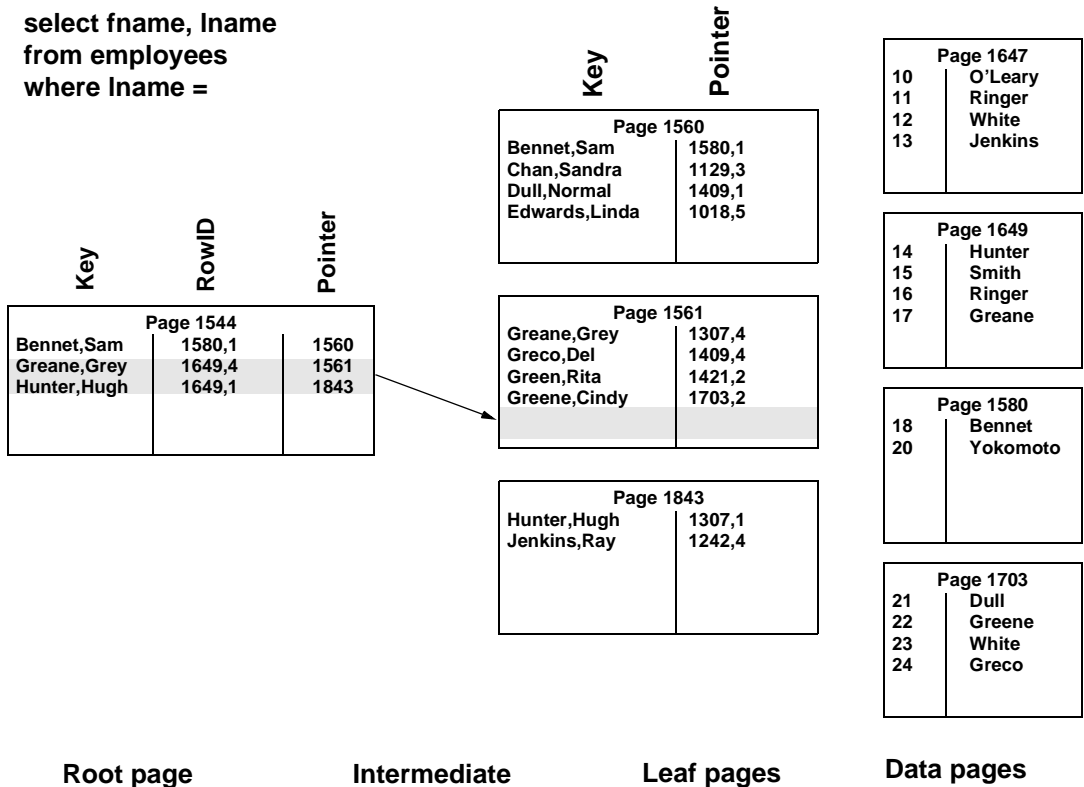 select fname, lname
from employees
where lname =
Key
RowID
Pointer
Page 1544
Bennet,Sam 1580,1 1560
Greane,Grey 1649,4 1561
Hunter,Hugh 1649,1 1843
Key
Pointer
Page 1560
Bennet,Sam 1580,1
Chan,Sandra 1129,3
Dull,Normal 1409,1
Edwards,Linda 1018,5
Page 1561
Greane,Grey 1307,4
Greco,Del 1409,4
Green,Rita 1421,2
Greene,Cindy 1703,2
Page 1843
Hunter,Hugh 1307,1
Jenkins,Ray 1242,4
Page 1647
10 O’Leary
11 Ringer
12 White
13 Jenkins
Page 1649
14 Hunter
15 Smith
16 Ringer
17 Greane
Page 1580
18 Bennet
20 Yokomoto
Page 1703
21 Dull
22 Greene
23 White
24 Greco
Root page
Intermediate
Leaf pages
Data pages